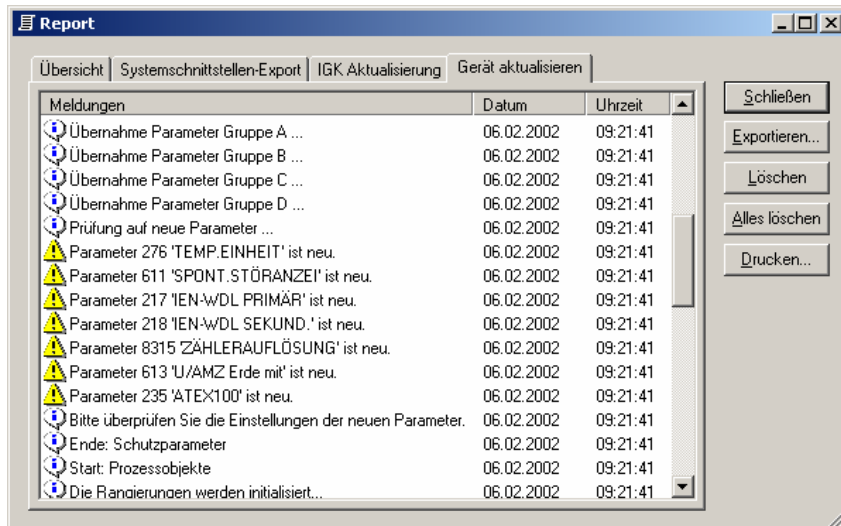 Report
Übersicht Systemschnittstellen-Export IGK Aktualisierung Gerät aktualisieren
Meldungen Datum Uhrzeit
Übernahme Parameter Gruppe A ... 06.02.2002 09:21:41
Übernahme Parameter Gruppe B ... 06.02.2002 09:21:41
Übernahme Parameter Gruppe C ... 06.02.2002 09:21:41
Übernahme Parameter Gruppe D ... 06.02.2002 09:21:41
Prüfung auf neue Parameter ... 06.02.2002 09:21:41
Parameter 276 'TEMP.EINHEIT' ist neu. 06.02.2002 09:21:41
Parameter 611 'SPONT.STÖRANZEI' ist neu. 06.02.2002 09:21:41
Parameter 217 'IEN-WDL PRIMÄR' ist neu. 06.02.2002 09:21:41
Parameter 218 'IEN-WDL SEKUND.' ist neu. 06.02.2002 09:21:41
Parameter 8315 'ZÄHLERAUFLÖSUNG' ist neu. 06.02.2002 09:21:41
Parameter 613 'U/AMZ Erde mit' ist neu. 06.02.2002 09:21:41
Parameter 235 'ATEX100' ist neu. 06.02.2002 09:21:41
Bitte überprüfen Sie die Einstellungen der neuen Parameter. 06.02.2002 09:21:41
Ende: Schutzparameter 06.02.2002 09:21:41
Start: Prozessobjekte 06.02.2002 09:21:41
Die Rangierungen werden initialisiert... 06.02.2002 09:21:41
Schließen
Exportieren...
Löschen
Alles löschen
Drucken...